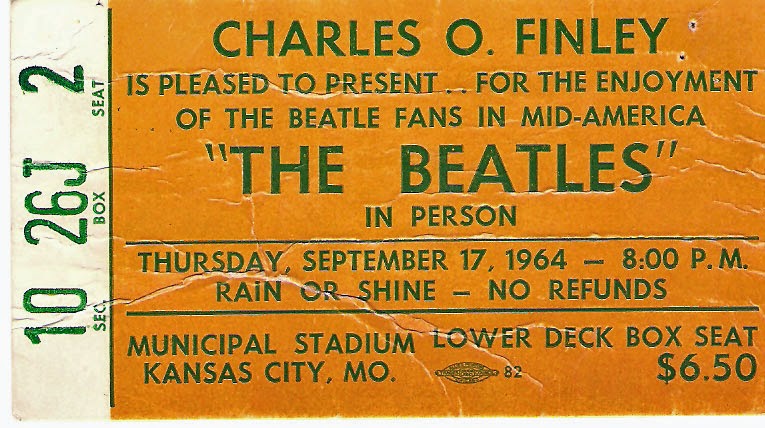 CHARLES O. FINLEY
IS PLEASED TO PRESENT . . FOR THE ENJOYMENT
OF THE BEATLE FANS IN MID-AMERICA
"THE BEATLES"
IN PERSON
THURSDAY, SEPTEMBER 17, 1964 — 8:00 P. M.
RAIN OR SHINE — NO REFUNDS
MUNICIPAL STADIUM
KANSAS CITY, MO.
LOWER DECK BOX SEAT
$6.50
82
10 26J 2
SEC. BOX SEAT